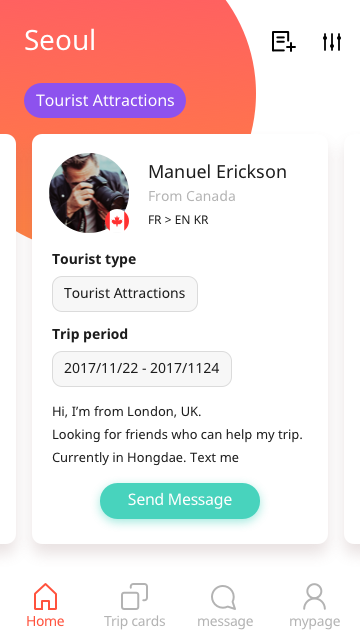 Seoul
Tourist Attractions
Manuel Erickson
From Canada
FR > EN KR
Tourist type
Tourist Attractions
Trip period
2017/11/22 - 2017/1124
Hi, I’m from London, UK.
Looking for friends who can help my trip.
Currently in Hongdae. Text me
Send Message
Home
Trip cards
message
mypage